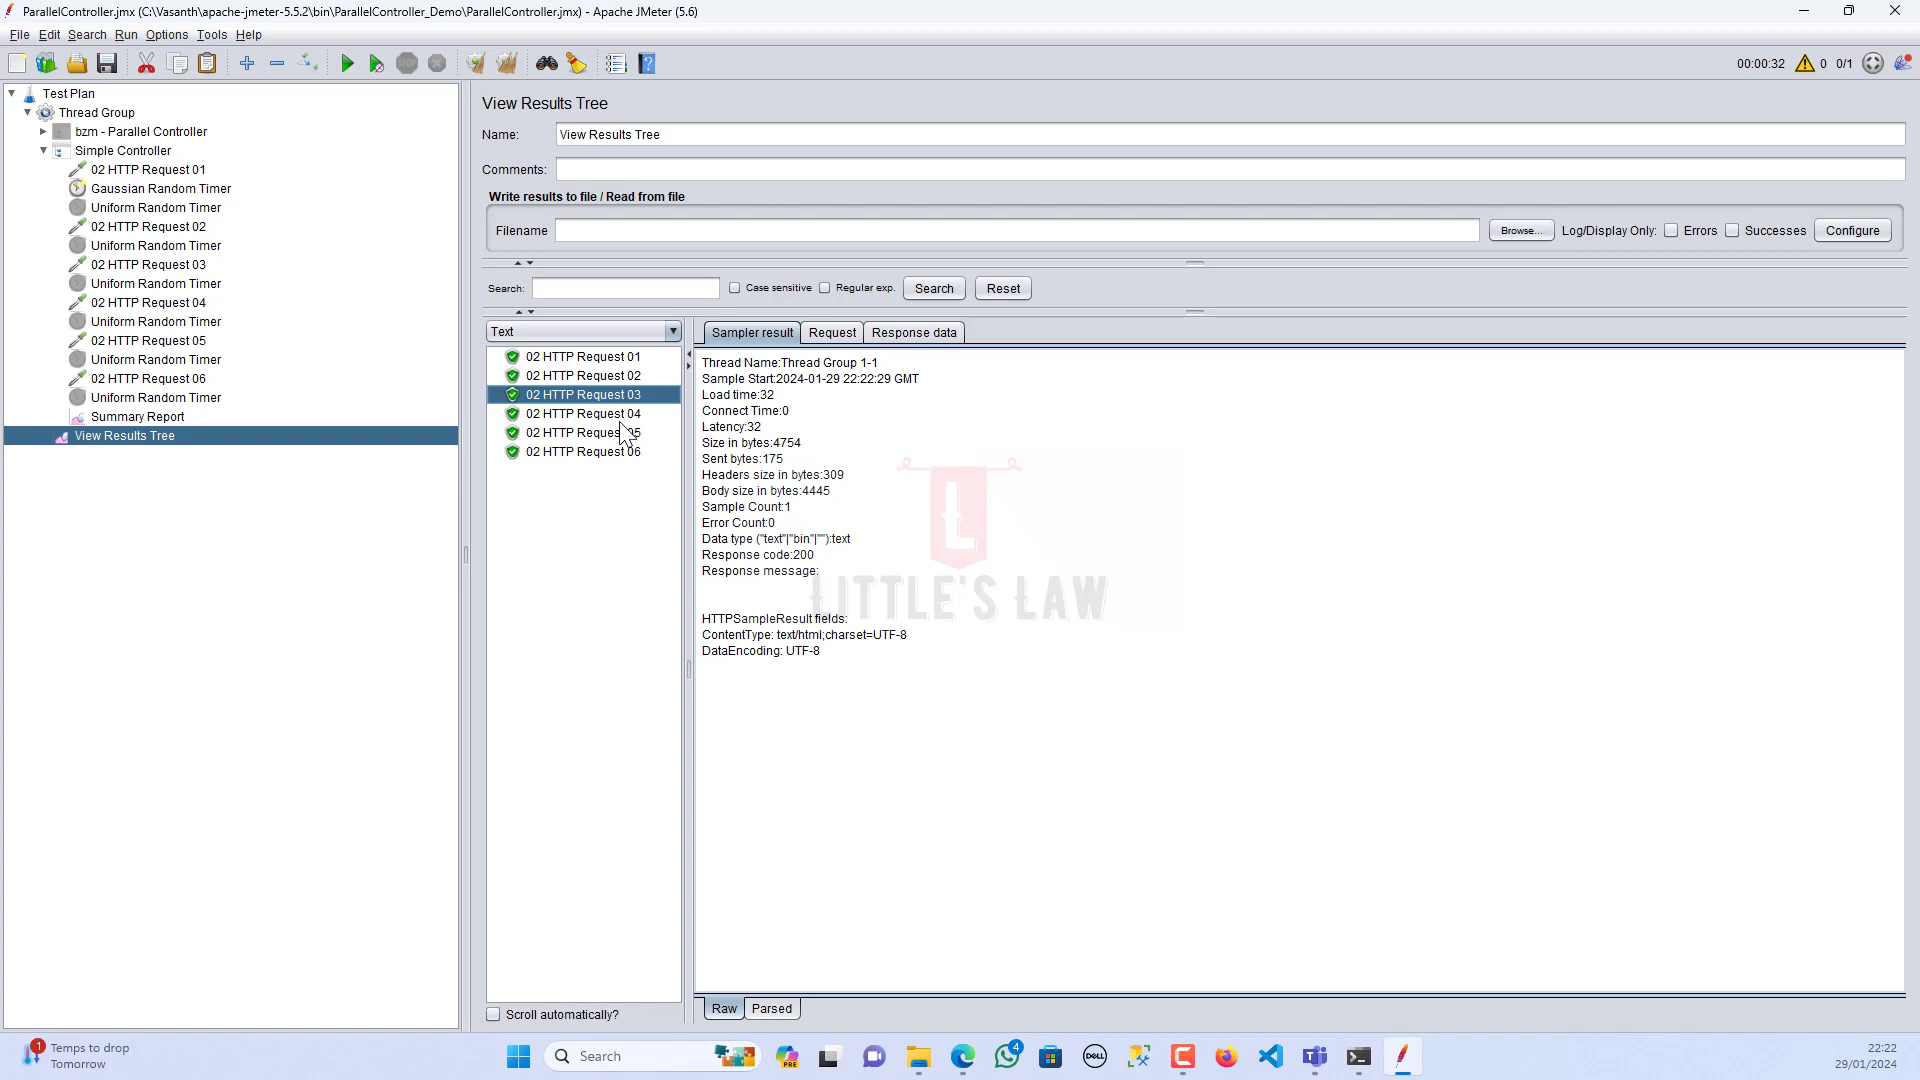 ParallelController.jmx (C:\Vasanth\apache-jmeter-5.5.2\bin\ParallelController_Demo\ParallelController.jmx) - Apache JMeter (5.6)
File Edit Search Run Options Tools Help
STOP
00:00:32 0 0/1
Test Plan
Thread Group
bzm - Parallel Controller
Simple Controller
02 HTTP Request 01
Gaussian Random Timer
Uniform Random Timer
02 HTTP Request 02
Uniform Random Timer
02 HTTP Request 03
Uniform Random Timer
02 HTTP Request 04
Uniform Random Timer
02 HTTP Request 05
Uniform Random Timer
02 HTTP Request 06
Uniform Random Timer
Summary Report
View Results Tree
View Results Tree
Name: View Results Tree
Comments:
Write results to file / Read from file
Filename Browse... Log/Display Only: Errors Successes Configure
Search: Case sensitive Regular exp. Search Reset
Text
02 HTTP Request 01
02 HTTP Request 02
02 HTTP Request 03
02 HTTP Request 04
02 HTTP Request 05
02 HTTP Request 06
Scroll automatically?
Sampler result Request Response data
Thread Name:Thread Group 1-1
Sample Start:2024-01-29 22:22:29 GMT
Load time:32
Connect Time:0
Latency:32
Size in bytes:4754
Sent bytes:175
Headers size in bytes:309
Body size in bytes:4445
Sample Count:1
Error Count:0
Data type ("text"|"bin"|""):text
Response code:200
Response message:
HTTPSampleResult fields:
ContentType: text/html;charset=UTF-8
DataEncoding: UTF-8
L
LITTLE'S LAW
Raw Parsed
1
Temps to drop
Tomorrow
Search
PRE
4
DELL
22:22
29/01/2024